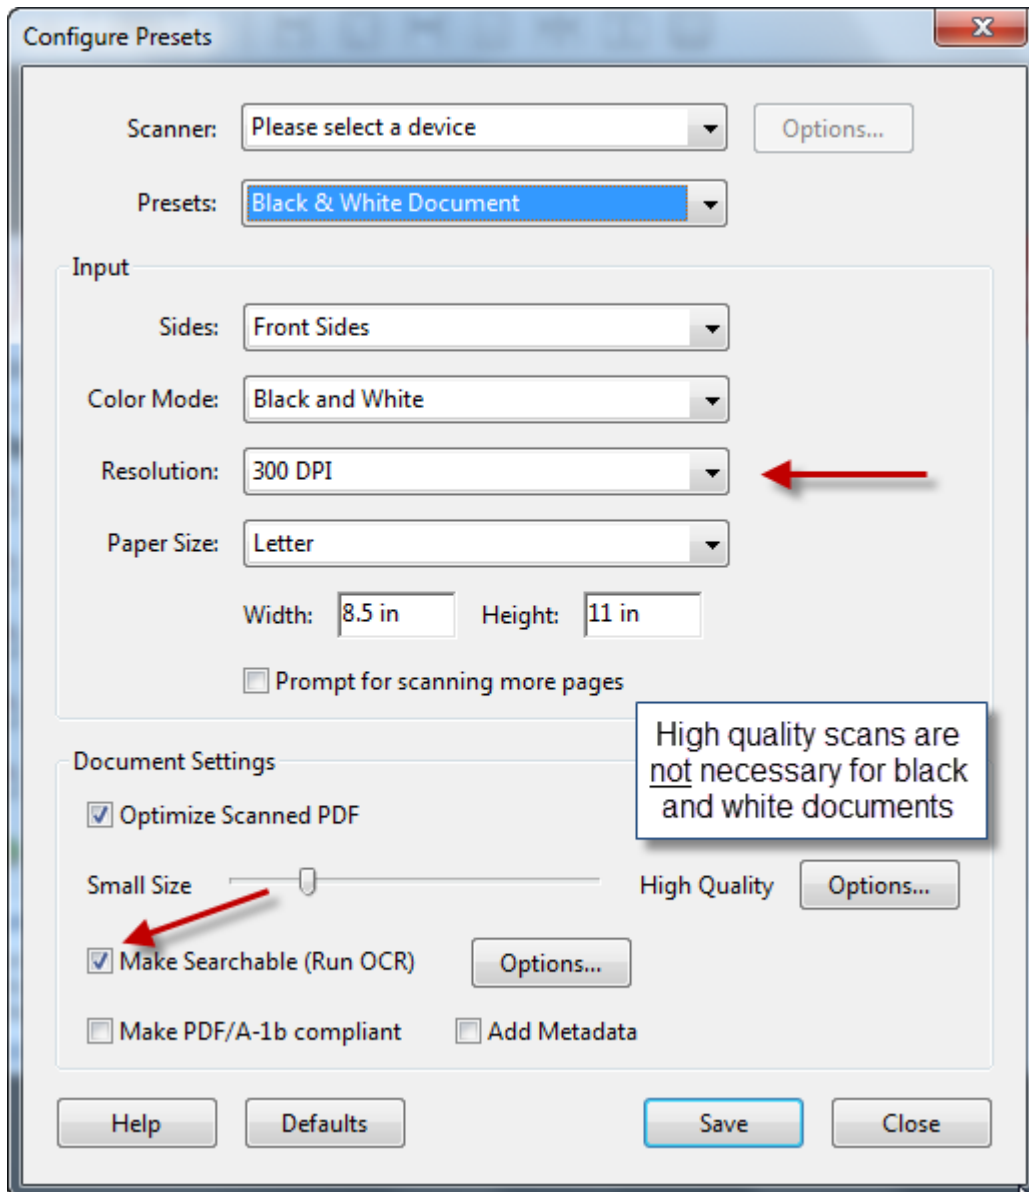 Configure Presets
Scanner: Please select a device Options...
Presets: Black & White Document
Input
Sides: Front Sides
Color Mode: Black and White
Resolution: 300 DPI
Paper Size: Letter
Width: 8.5 in Height: 11 in
Prompt for scanning more pages
High quality scans are
not necessary for black
and white documents
Document Settings
Optimize Scanned PDF
Small Size High Quality Options...
Make Searchable (Run OCR) Options...
Make PDF/A-1b compliant Add Metadata
Help Defaults Save Close